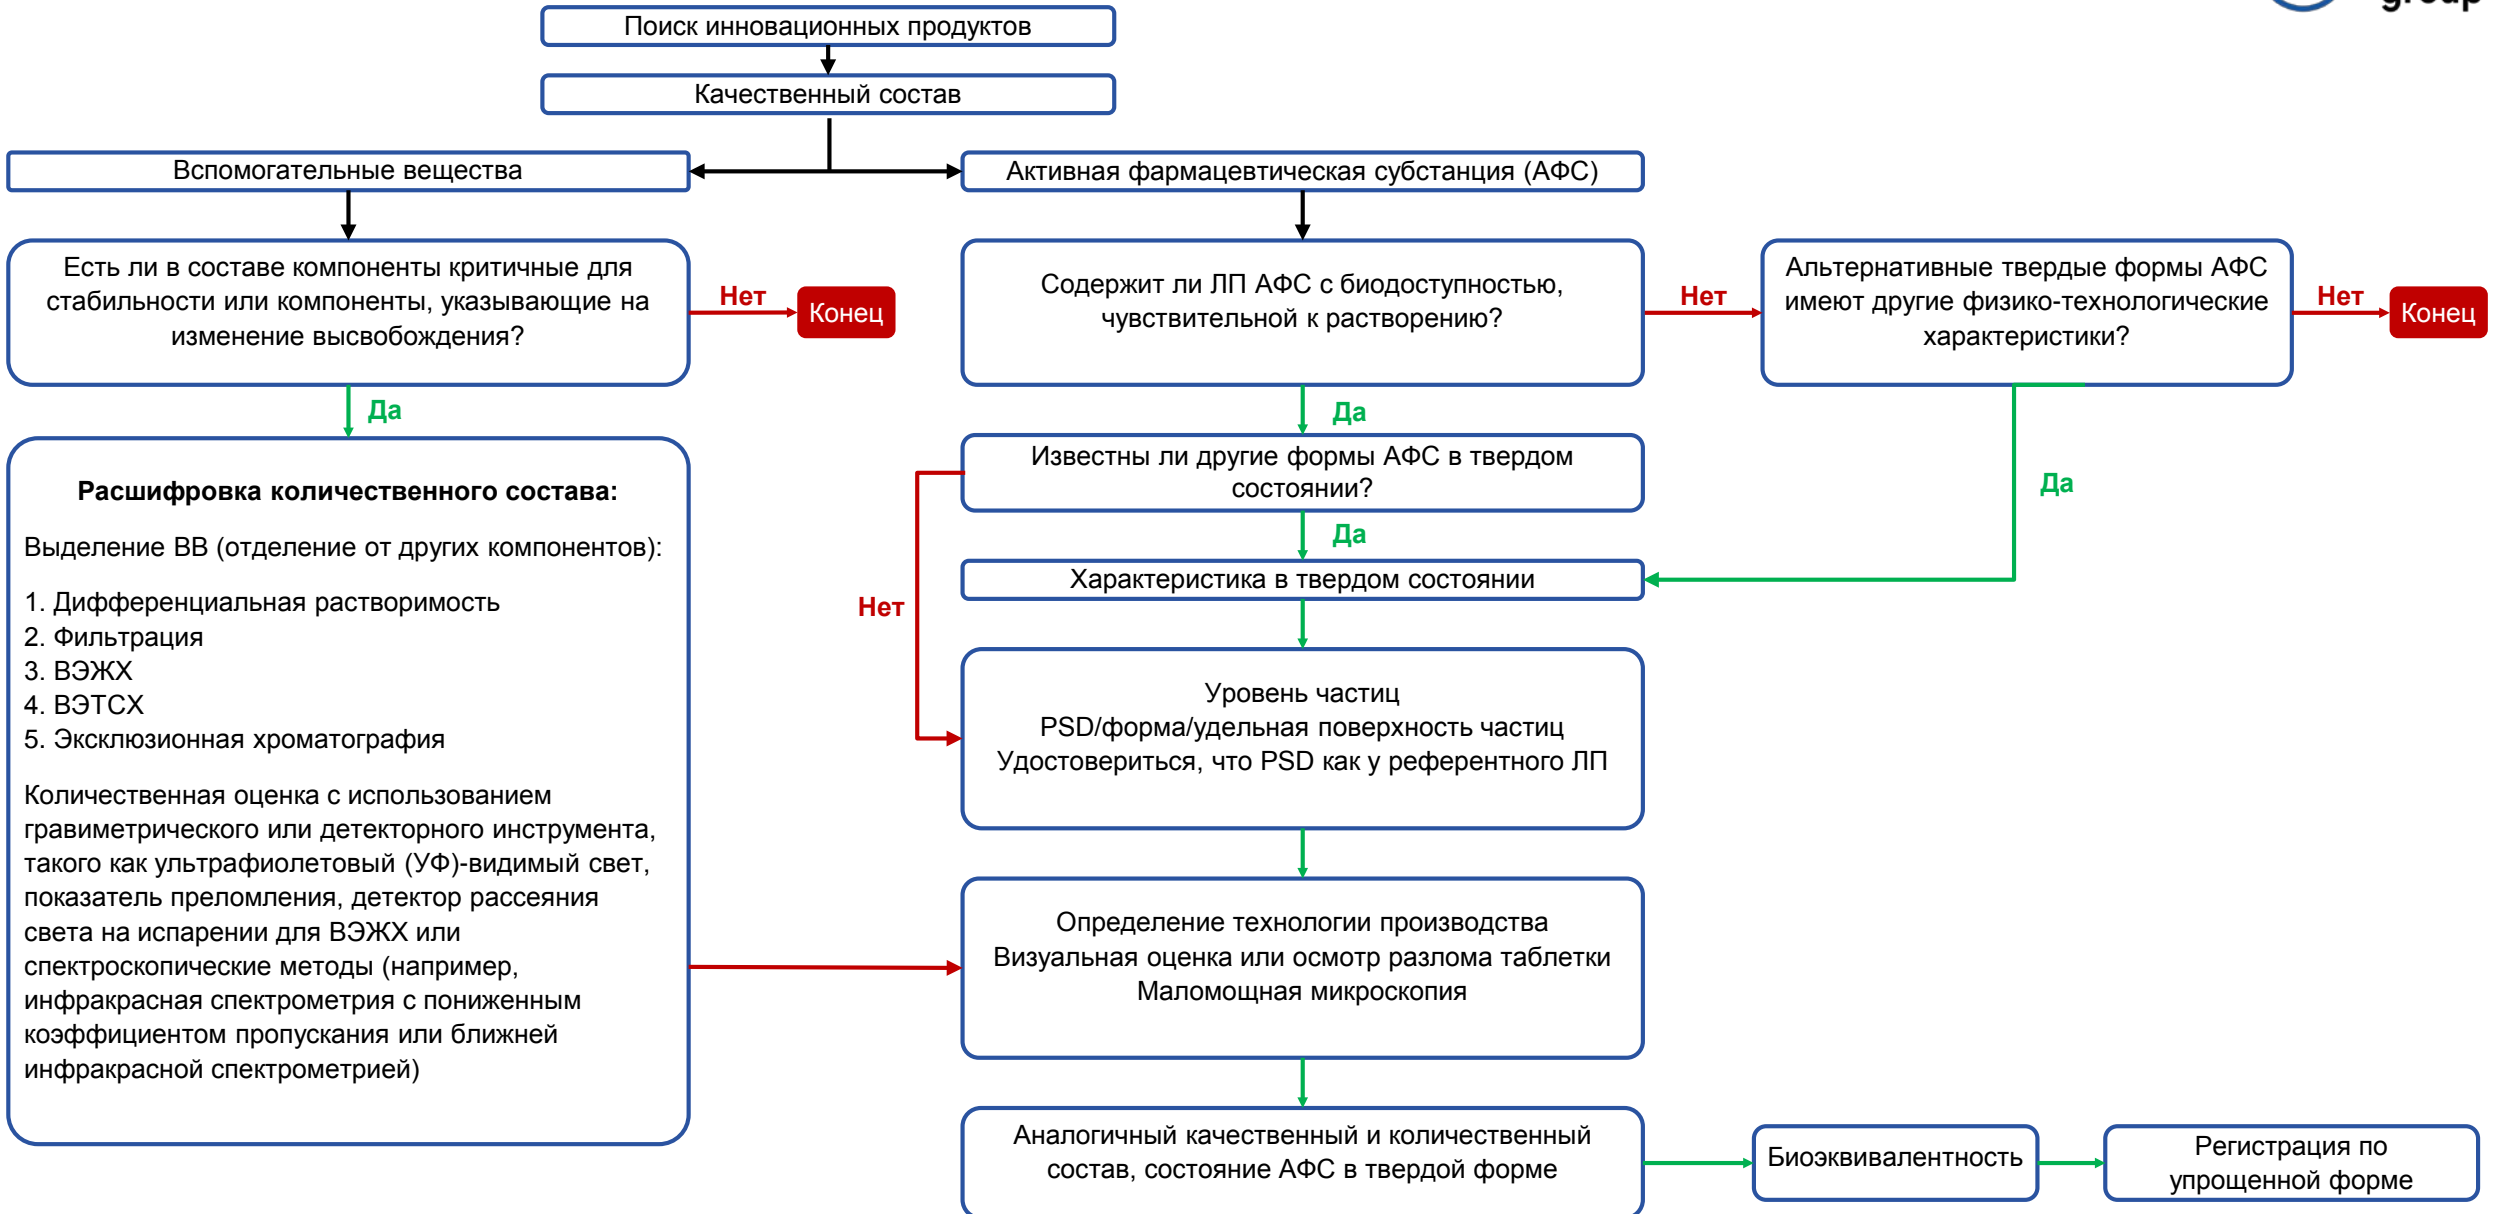 group
Поиск инновационных продуктов
Качественный состав
Вспомогательные вещества
Активная фармацевтическая субстанция (АФС)
Есть ли в составе компоненты критичные для
стабильности или компоненты, указывающие на
изменение высвобождения?
Нет
Конец
Содержит ли ЛП АФС с биодоступностью,
чувствительной к растворению?
Нет
Альтернативные твердые формы АФС
имеют другие физико-технологические
характеристики?
Нет
Конец
Да
Да
Да
Известны ли другие формы АФС в твердом
состоянии?
Да
Нет
Характеристика в твердом состоянии
Расшифровка количественного состава:
Выделение ВВ (отделение от других компонентов):
1. Дифференциальная растворимость
2. Фильтрация
3. ВЭЖХ
4. ВЭТСХ
5. Эксклюзионная хроматография
Количественная оценка с использованием
гравиметрического или детекторного инструмента,
такого как ультрафиолетовый (УФ)-видимый свет,
показатель преломления, детектор рассеяния
света на испарении для ВЭЖХ или
спектроскопические методы (например,
инфракрасная спектрометрия с пониженным
коэффициентом пропускания или ближней
инфракрасной спектрометрией)
Уровень частиц
PSD/форма/удельная поверхность частиц
Удостовериться, что PSD как у референтного ЛП
Определение технологии производства
Визуальная оценка или осмотр разлома таблетки
Маломощная микроскопия
Аналогичный качественный и количественный
состав, состояние АФС в твердой форме
Биоэквивалентность
Регистрация по
упрощенной форме